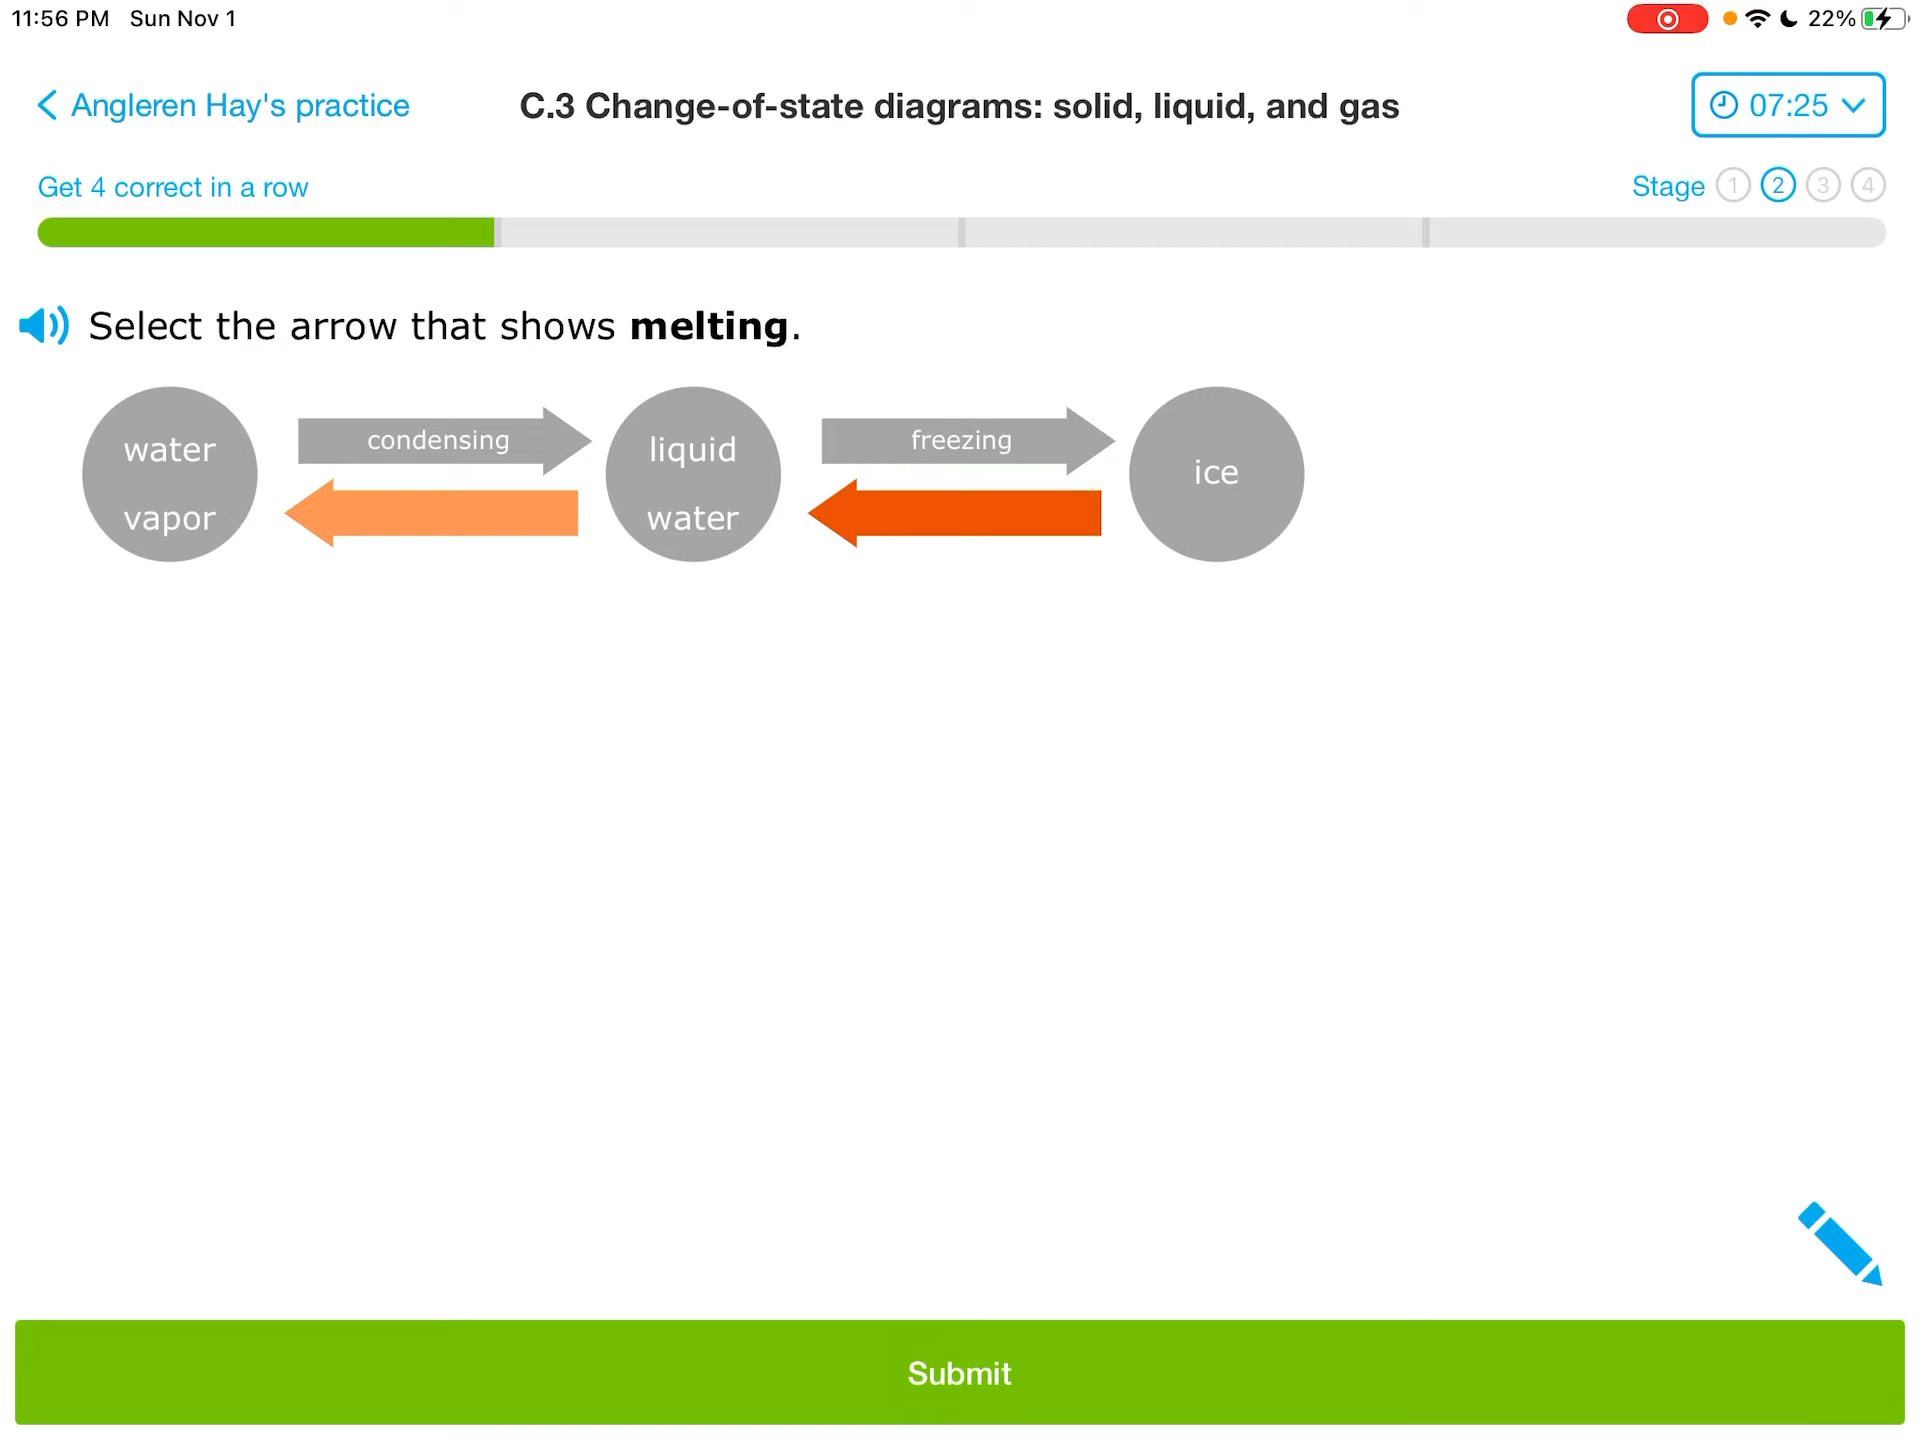 11:56 PM Sun Nov 1 22%
Angleren Hay's practice C.3 Change-of-state diagrams: solid, liquid, and gas 07:25
Get 4 correct in a row Stage 1 2 3 4
Select the arrow that shows melting.
water condensing liquid freezing ice
vapor water
Submit